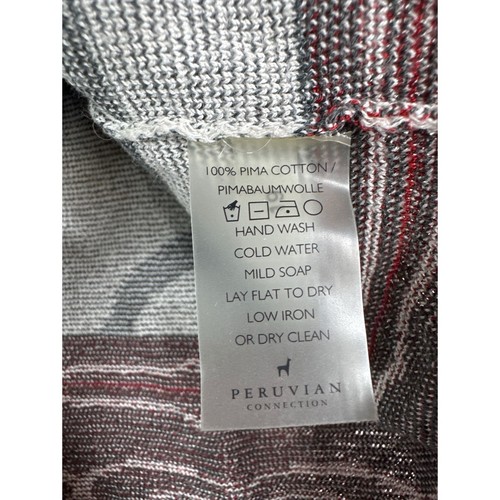 100% PIMA COTTON /
PIMABAUMWOLLE
HAND WASH
COLD WATER
MILD SOAP
LAY FLAT TO DRY
LOW IRON
OR DRY CLEAN
PERUVIAN
CONNECTION